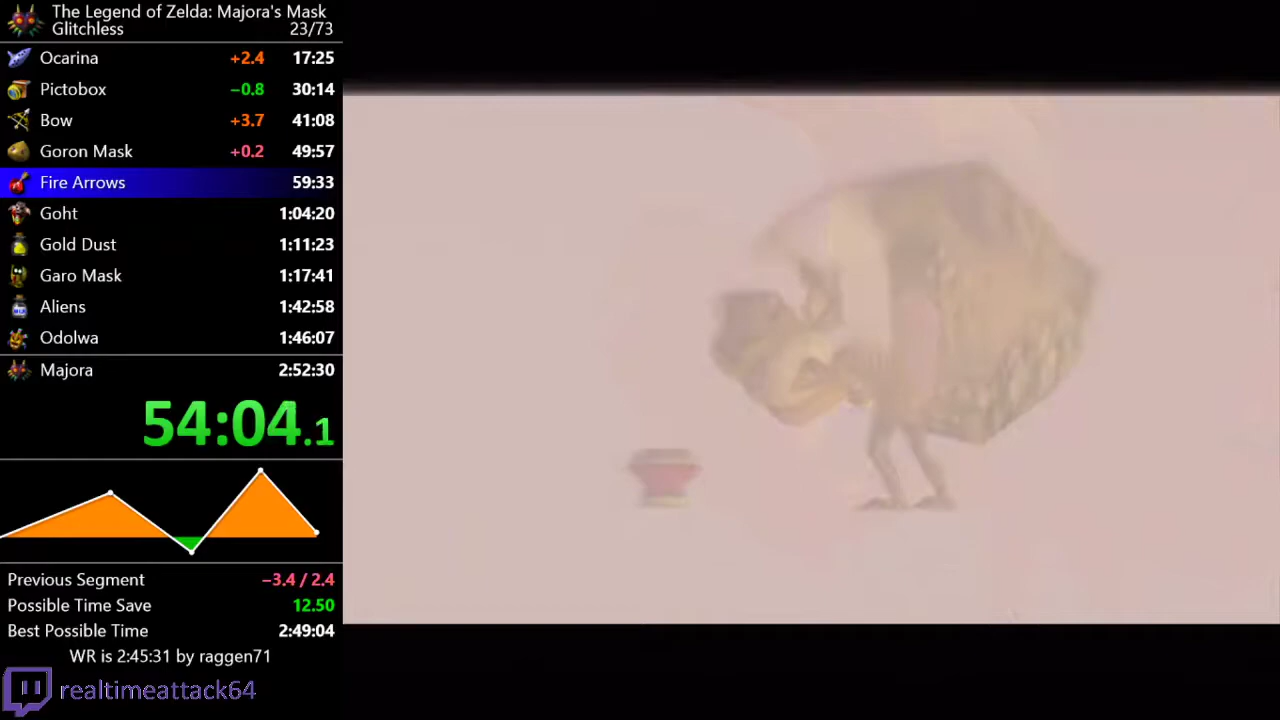 The Legend of Zelda: Majora's Mask
Glitchless 23/73
Ocarina +2.4 17:25
Pictobox −0.8 30:14
Bow +3.7 41:08
Goron Mask +0.2 49:57
Fire Arrows 59:33
Goht 1:04:20
Gold Dust 1:11:23
Garo Mask 1:17:41
Aliens 1:42:58
Odolwa 1:46:07
Majora 2:52:30
54:04.1
Previous Segment −3.4 / 2.4
Possible Time Save 12.50
Best Possible Time 2:49:04
WR is 2:45:31 by raggen71
realtimeattack64